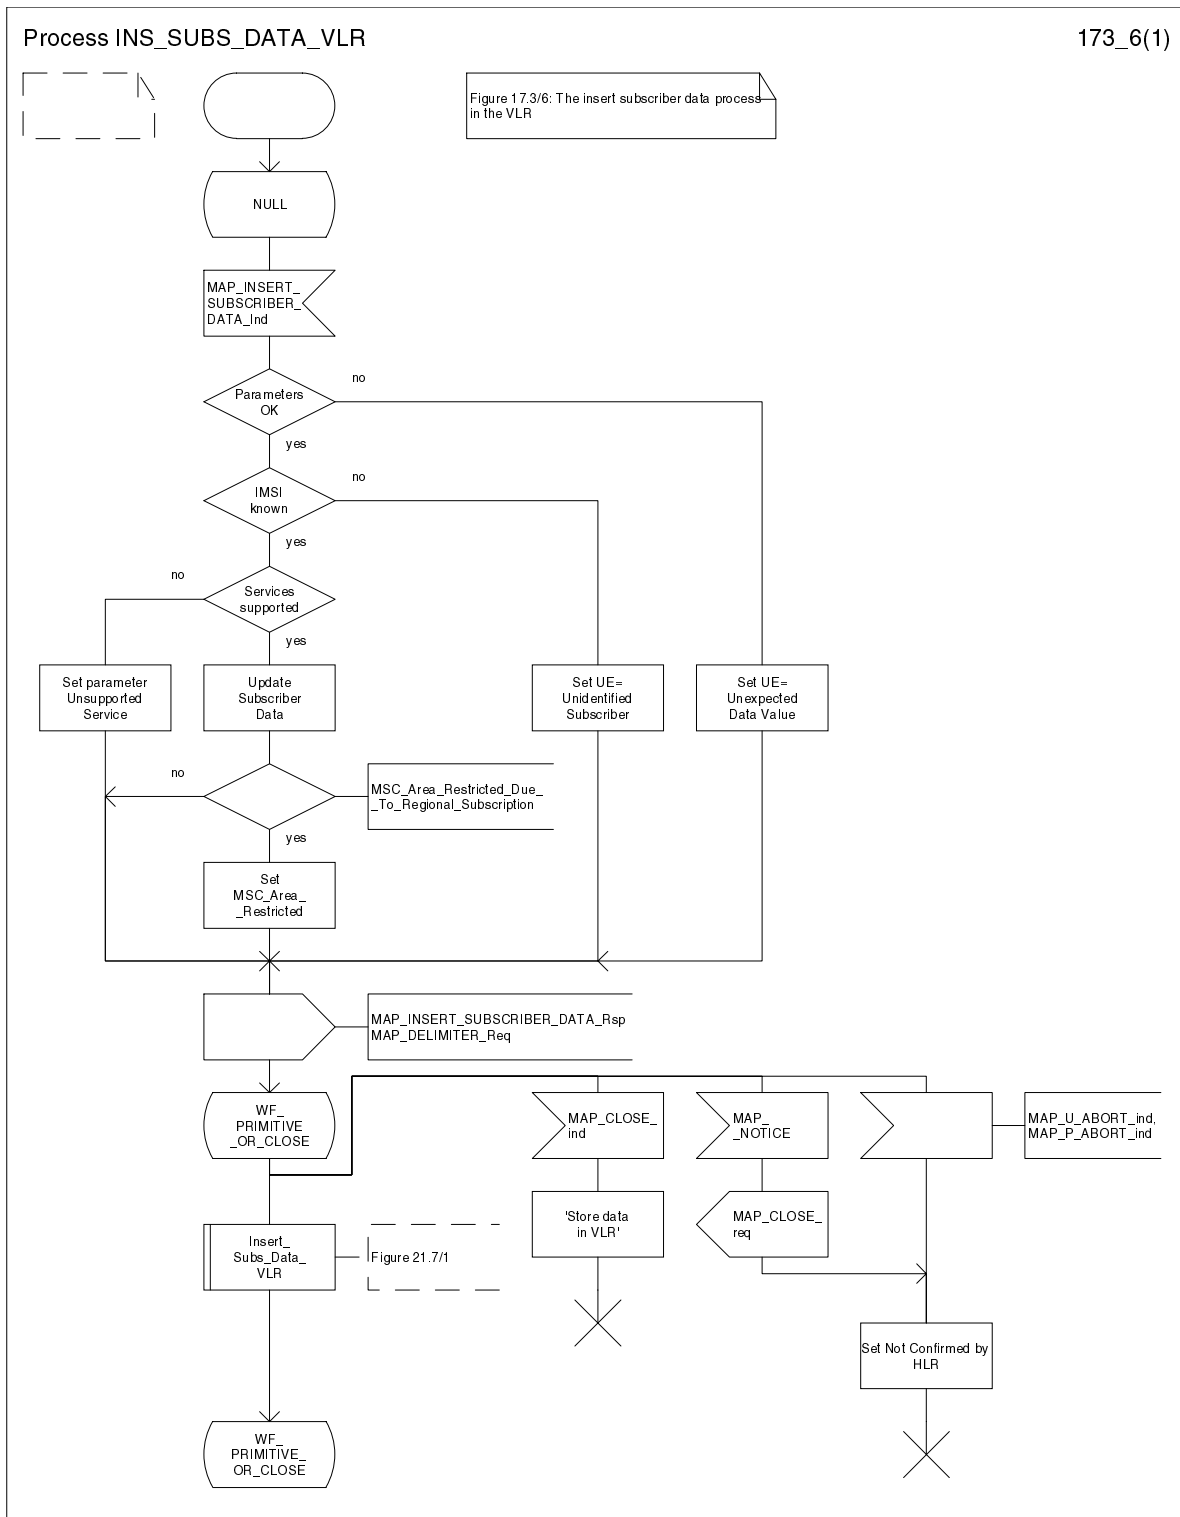 Process INS_SUBS_DATA_VLR
173_6(1)
Figure 17.3/6: The insert subscriber data process
in the VLR
NULL
MAP_INSERT_
SUBSCRIBER_
DATA_Ind
Parameters
OK
no
yes
IMSI
known
no
yes
Services
supported
no
yes
Set parameter
Unsupported
Service
Update
Subscriber
Data
Set UE=
Unidentified
Subscriber
Set UE=
Unexpected
Data Value
no
MSC_Area_Restricted_Due_
_To_Regional_Subscription
yes
Set
MSC_Area_
_Restricted
MAP_INSERT_SUBSCRIBER_DATA_Rsp
MAP_DELIMITER_Req
WF_
PRIMITIVE
_OR_CLOSE
MAP_CLOSE_
ind
MAP_
_NOTICE
MAP_U_ABORT_ind,
MAP_P_ABORT_ind
'Store data
in VLR'
MAP_CLOSE_
req
Insert_
Subs_Data_
VLR
Figure 21.7/1
Set Not Confirmed by
HLR
WF_
PRIMITIVE_
OR_CLOSE